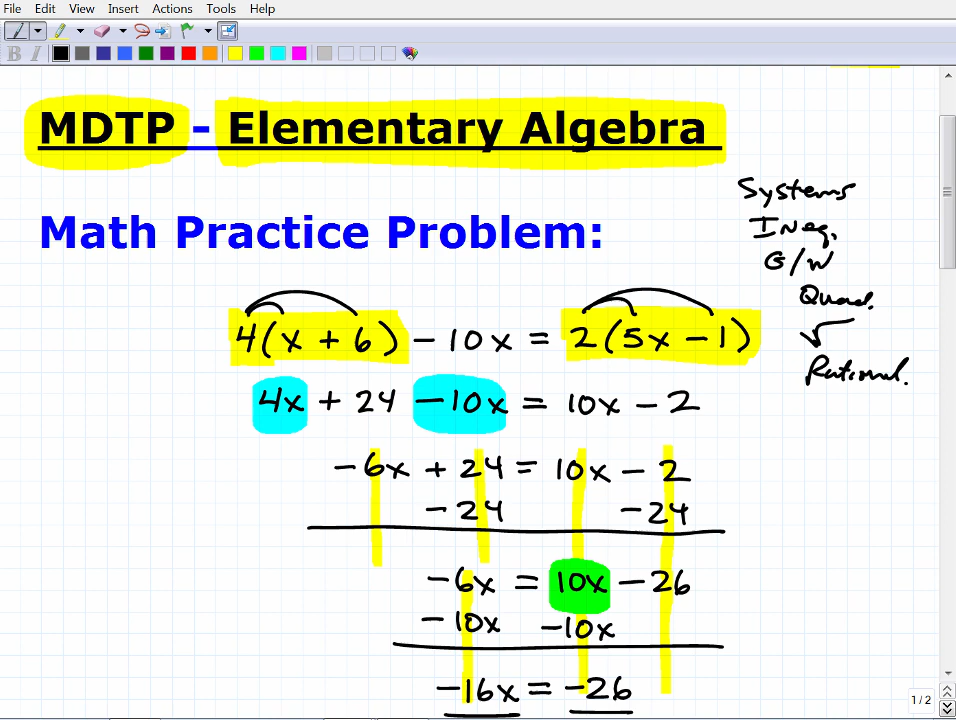 File Edit View Insert Actions Tools Help
B I
MDTP - Elementary Algebra
Systems
Ineq.
G/W
Quad.
√
Rational.
Math Practice Problem:
4(x + 6) - 10x = 2(5x - 1)
4x + 24 - 10x = 10x - 2
-6x + 24 = 10x - 2
-24 -24
-6x = 10x - 26
-10x -10x
-16x = -26
1/2